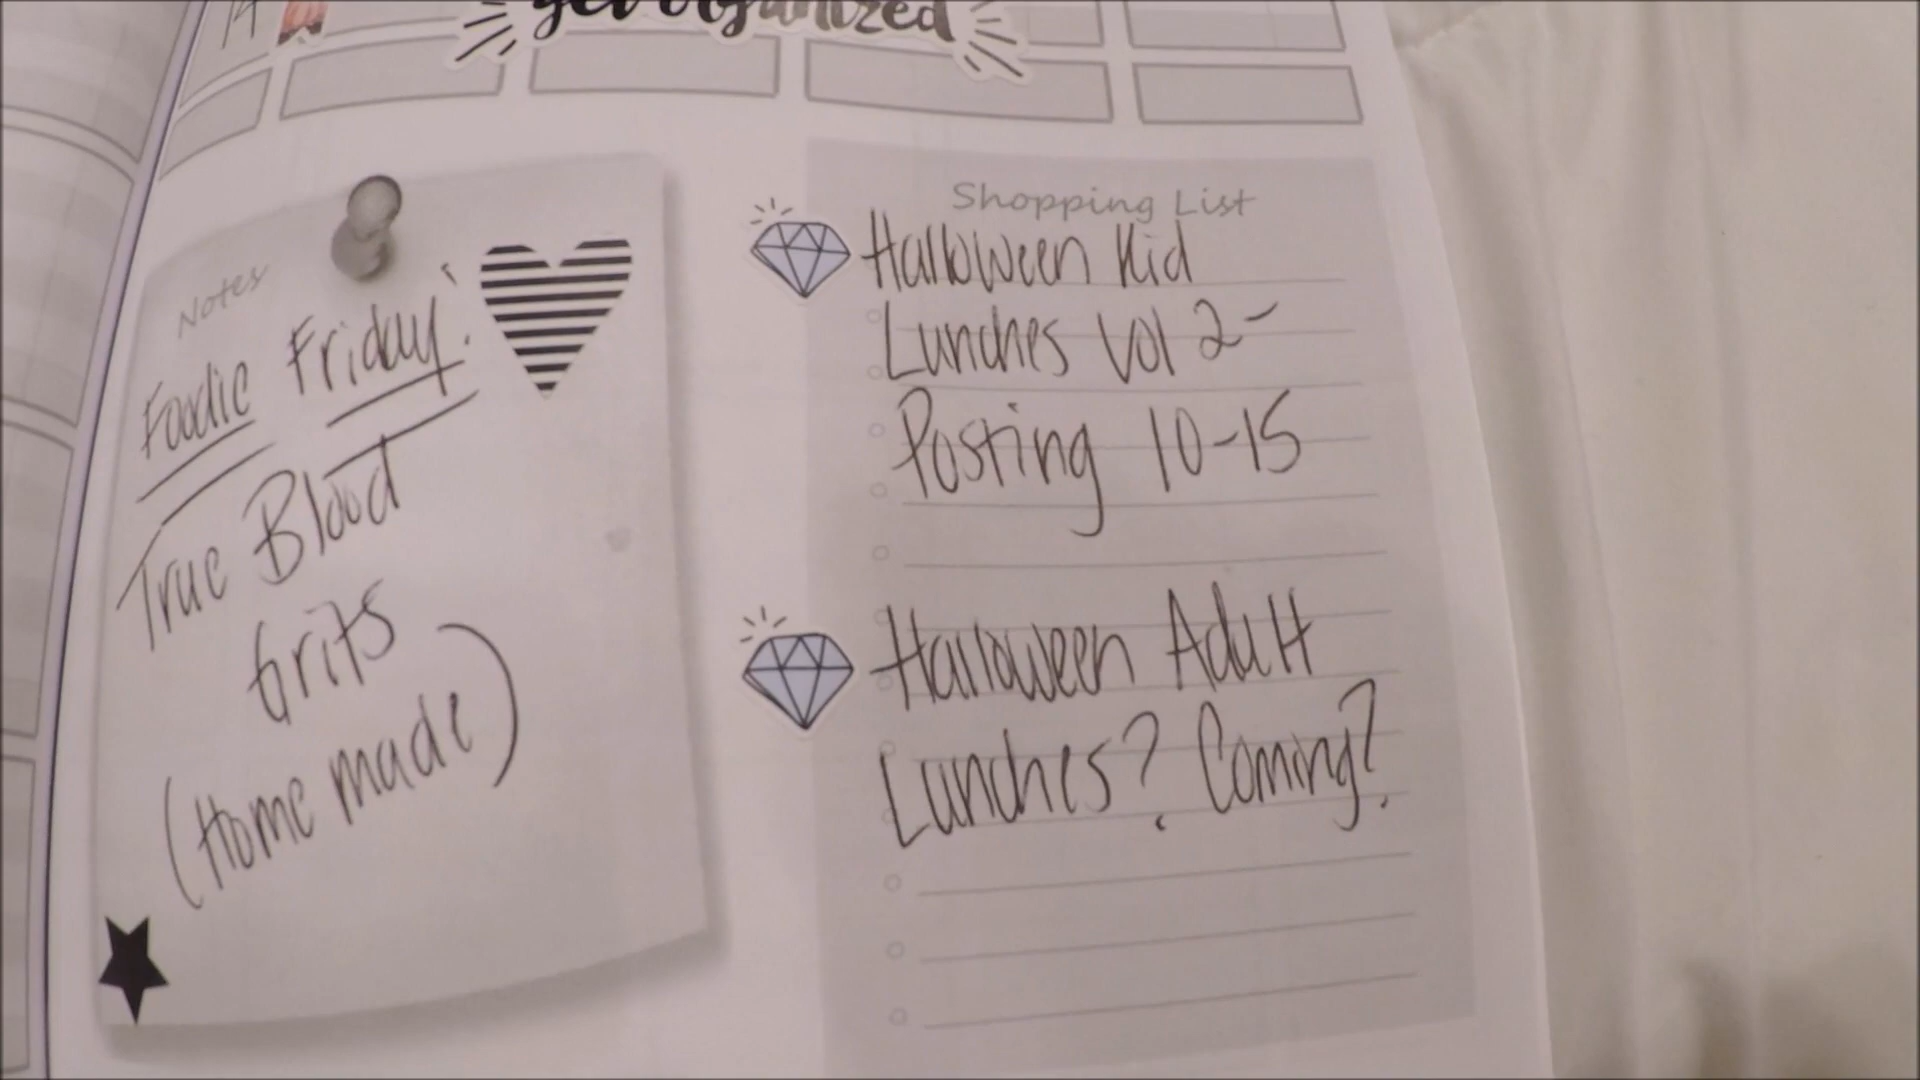 get organized
Notes
Foodie Friday!
True Blood
Grits
(Home made)
Shopping List
Halloween Kid
Lunches Vol 2-
Posting 10-15
Halloween Adult
Lunches? Coming?